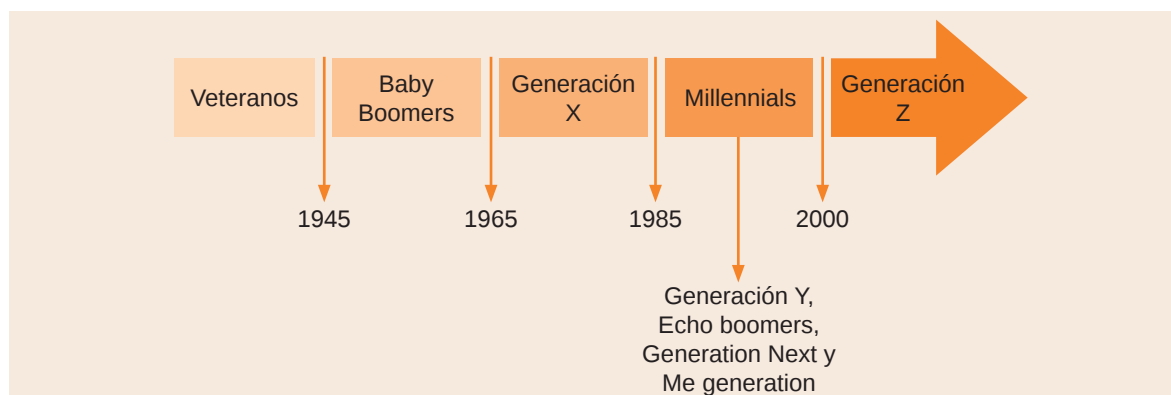 Veteranos
Baby
Boomers
Generación
X
Millennials
Generación
Z
1945
1965
1985
2000
Generación Y,
Echo boomers,
Generation Next y
Me generation